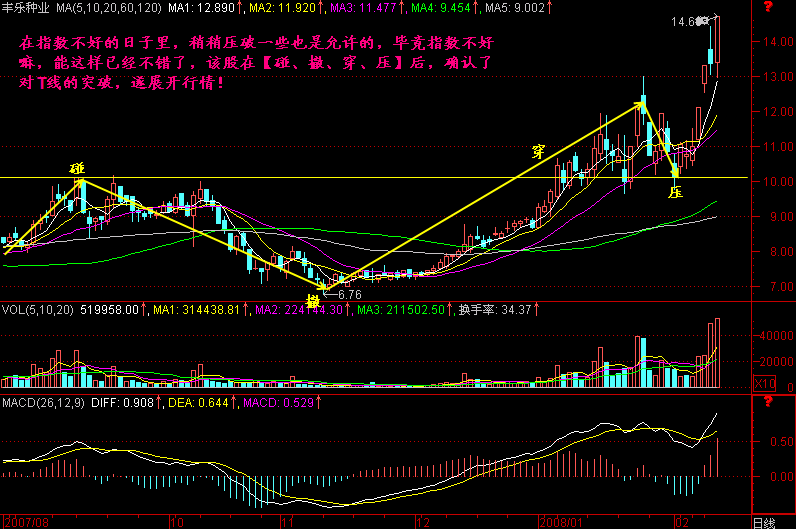 丰乐种业 MA(5,10,20,60,120) MA1: 12.890↑, MA2: 11.920↑, MA3: 11.477↑, MA4: 9.454↑, MA5: 9.002↑
?
14.00
在指数不好的日子里，稍稍压破一些也是允许的，毕竟指数不好
嘛，能这样已经不错了，该股在【碰、撤、穿、压】后，确认了
对T线的突破，遂展开行情！
13.00
12.00
11.00
穿
碰
10.00
压
9.00
8.00
7.00
撤
6.76
VOL(5,10,20) 519958.00↑, MA1: 314438.81↑, MA2: 224144.30↑, MA3: 211502.50↑, 换手率: 34.37↑
40000
20000
X10
0
MACD(26,12,9) DIFF: 0.908↑, DEA: 0.644↑, MACD: 0.529↑
?
0.50
0.00
2007/08
10
11
12
2008/01
02
日线